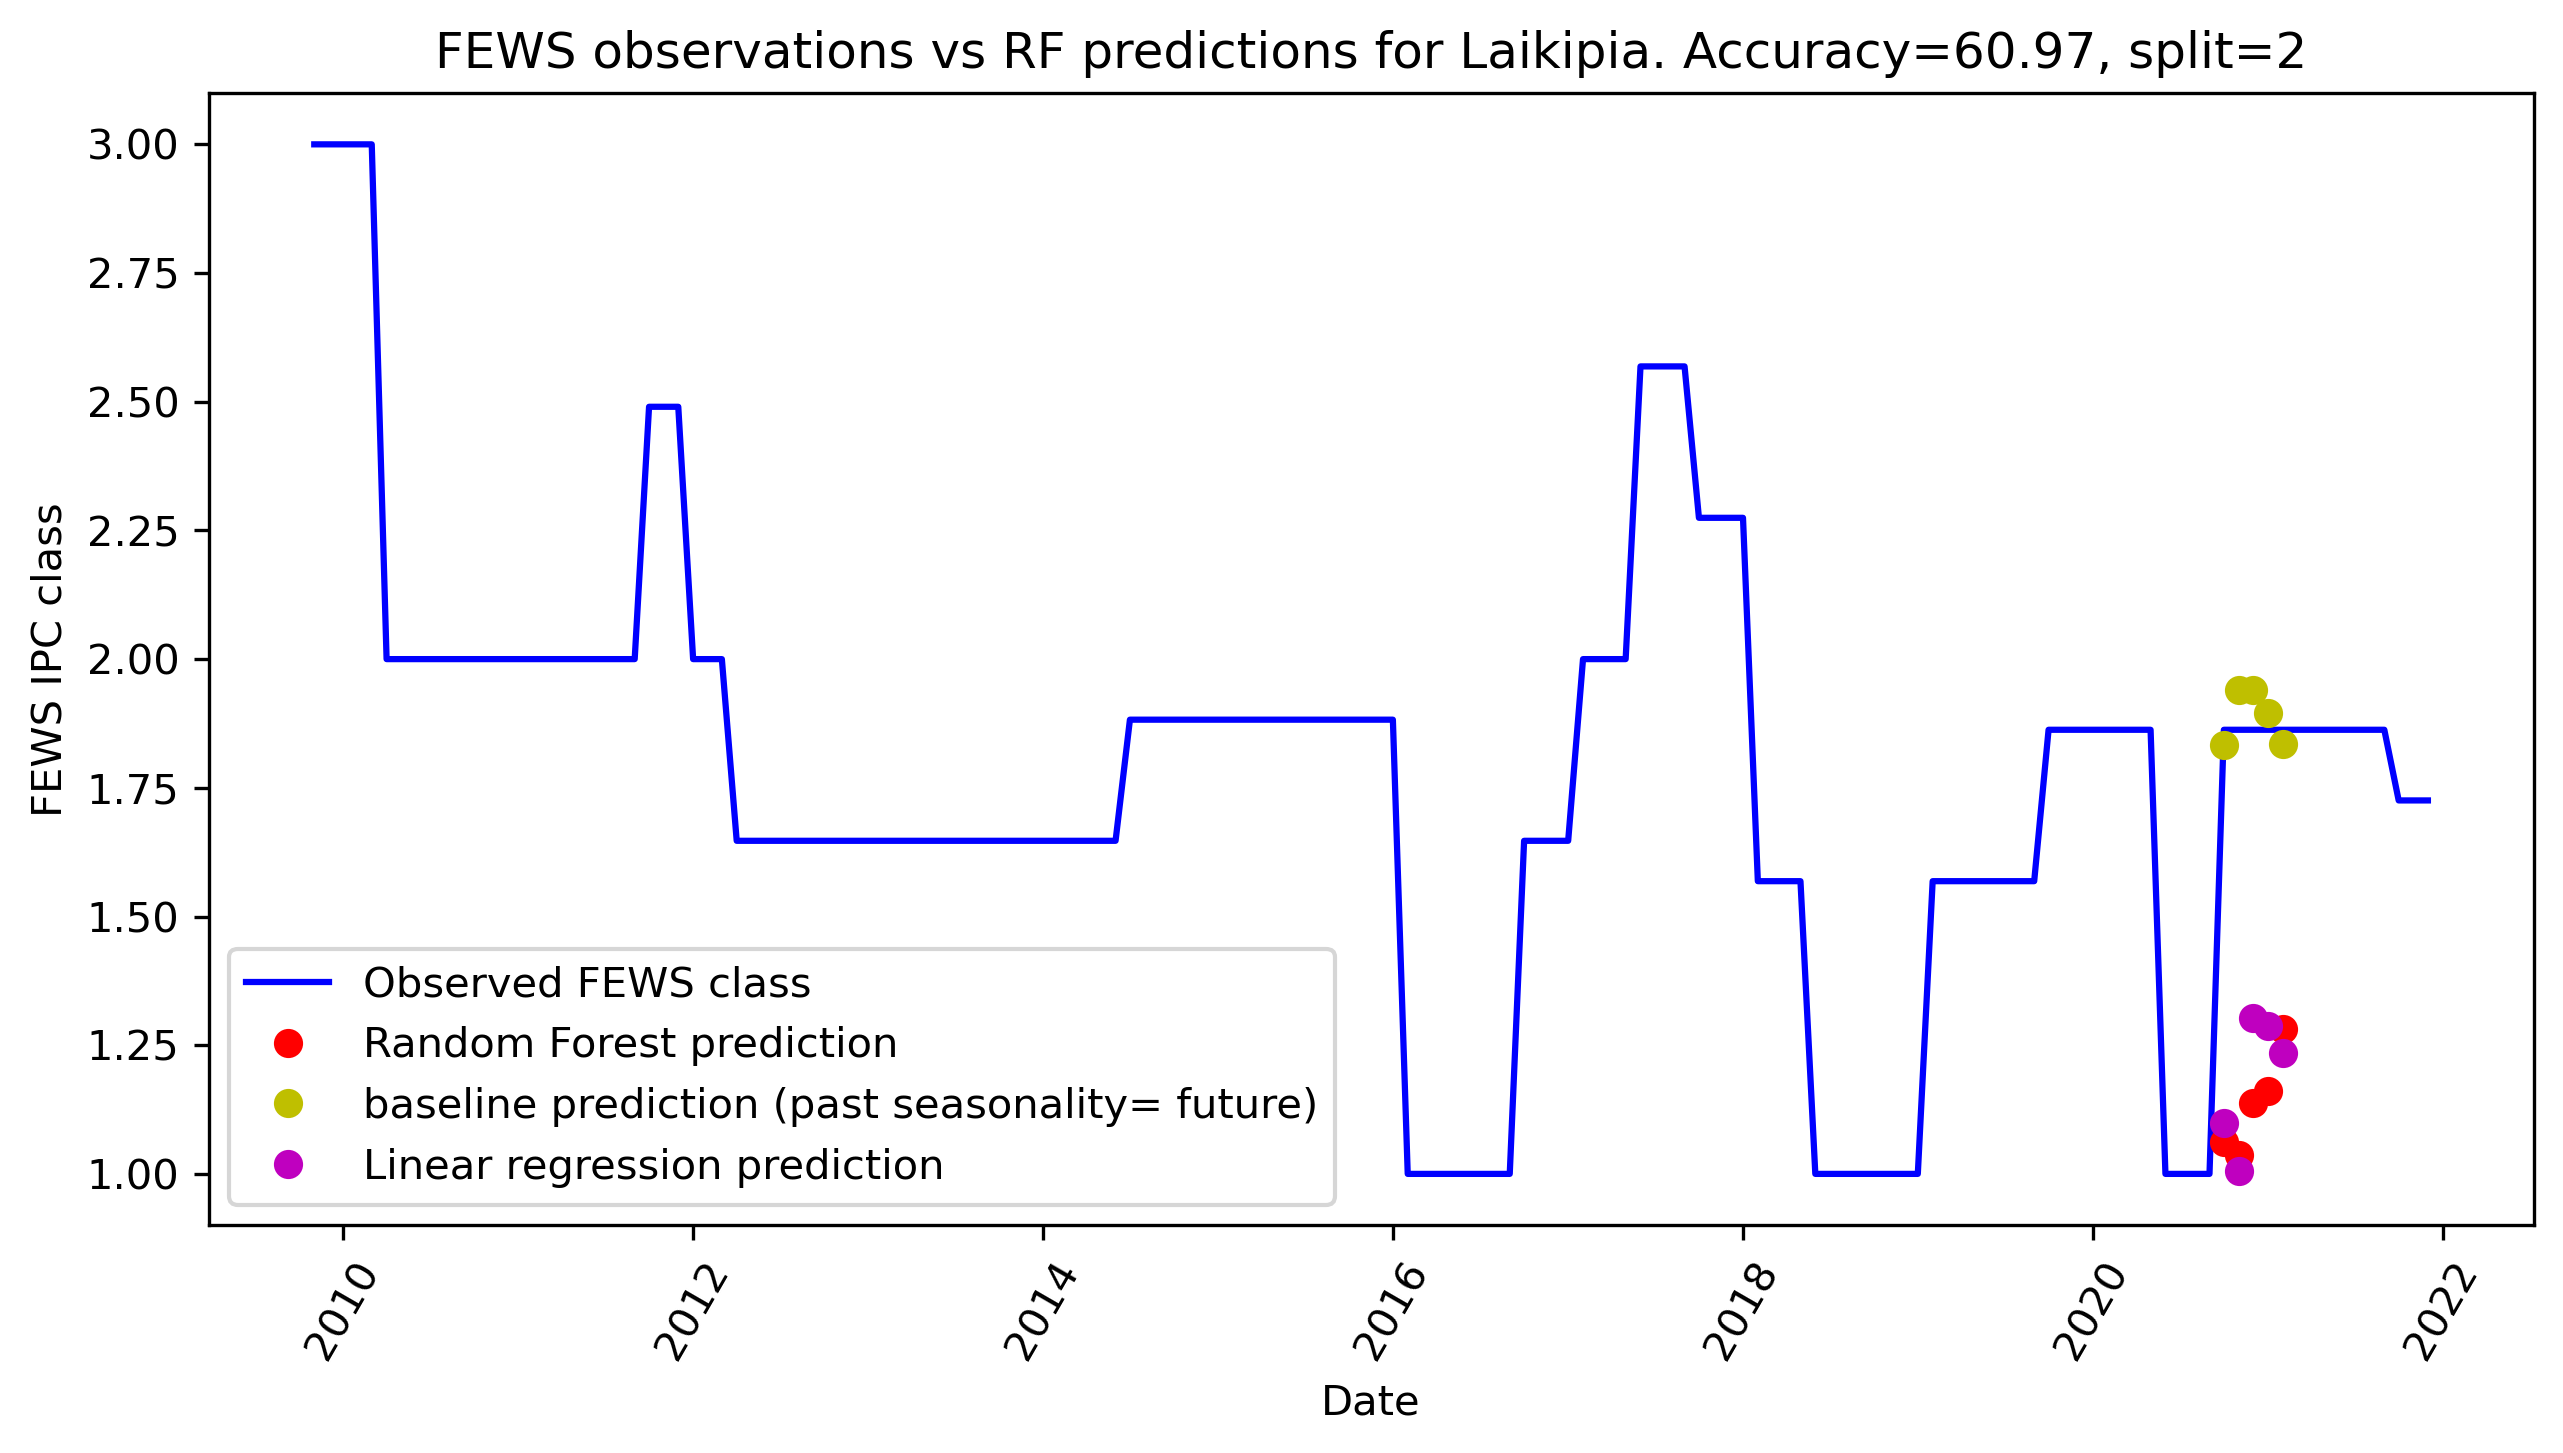 FEWS observations vs RF predictions for Laikipia. Accuracy=60.97, split=2
FEWS IPC class
3.00
2.75
2.50
2.25
2.00
1.75
1.50
1.25
1.00
Observed FEWS class
Random Forest prediction
baseline prediction (past seasonality= future)
Linear regression prediction
2010
2012
2014
2016
2018
2020
2022
Date